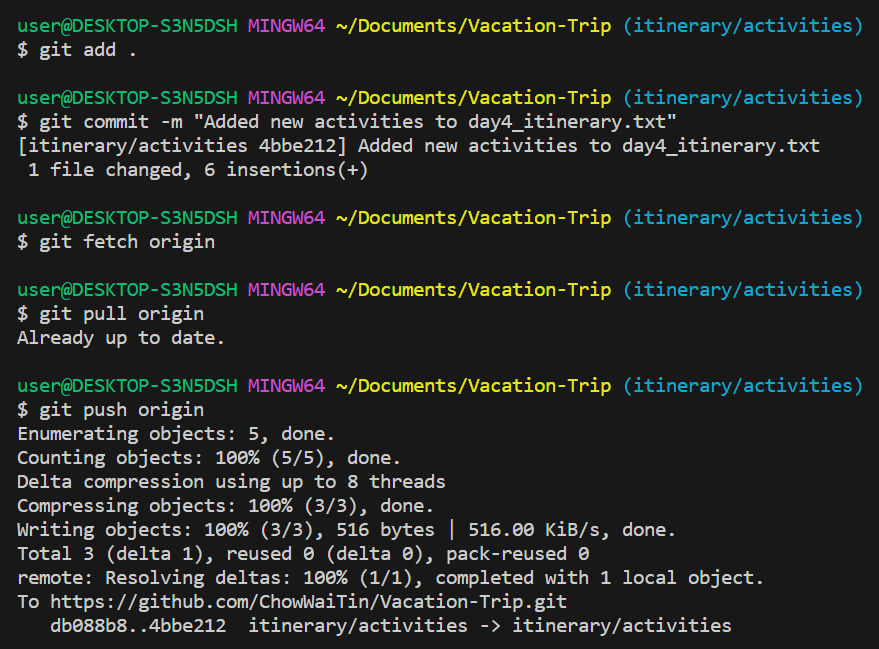 user@DESKTOP-S3N5DSH MINGW64 ~/Documents/Vacation-Trip (itinerary/activities)
$ git add .
user@DESKTOP-S3N5DSH MINGW64 ~/Documents/Vacation-Trip (itinerary/activities)
$ git commit -m "Added new activities to day4_itinerary.txt"
[itinerary/activities 4bbe212] Added new activities to day4_itinerary.txt
 1 file changed, 6 insertions(+)
user@DESKTOP-S3N5DSH MINGW64 ~/Documents/Vacation-Trip (itinerary/activities)
$ git fetch origin
user@DESKTOP-S3N5DSH MINGW64 ~/Documents/Vacation-Trip (itinerary/activities)
$ git pull origin
Already up to date.
user@DESKTOP-S3N5DSH MINGW64 ~/Documents/Vacation-Trip (itinerary/activities)
$ git push origin
Enumerating objects: 5, done.
Counting objects: 100% (5/5), done.
Delta compression using up to 8 threads
Compressing objects: 100% (3/3), done.
Writing objects: 100% (3/3), 516 bytes | 516.00 KiB/s, done.
Total 3 (delta 1), reused 0 (delta 0), pack-reused 0
remote: Resolving deltas: 100% (1/1), completed with 1 local object.
To https://github.com/ChowWaiTin/Vacation-Trip.git
   db088b8..4bbe212  itinerary/activities -> itinerary/activities